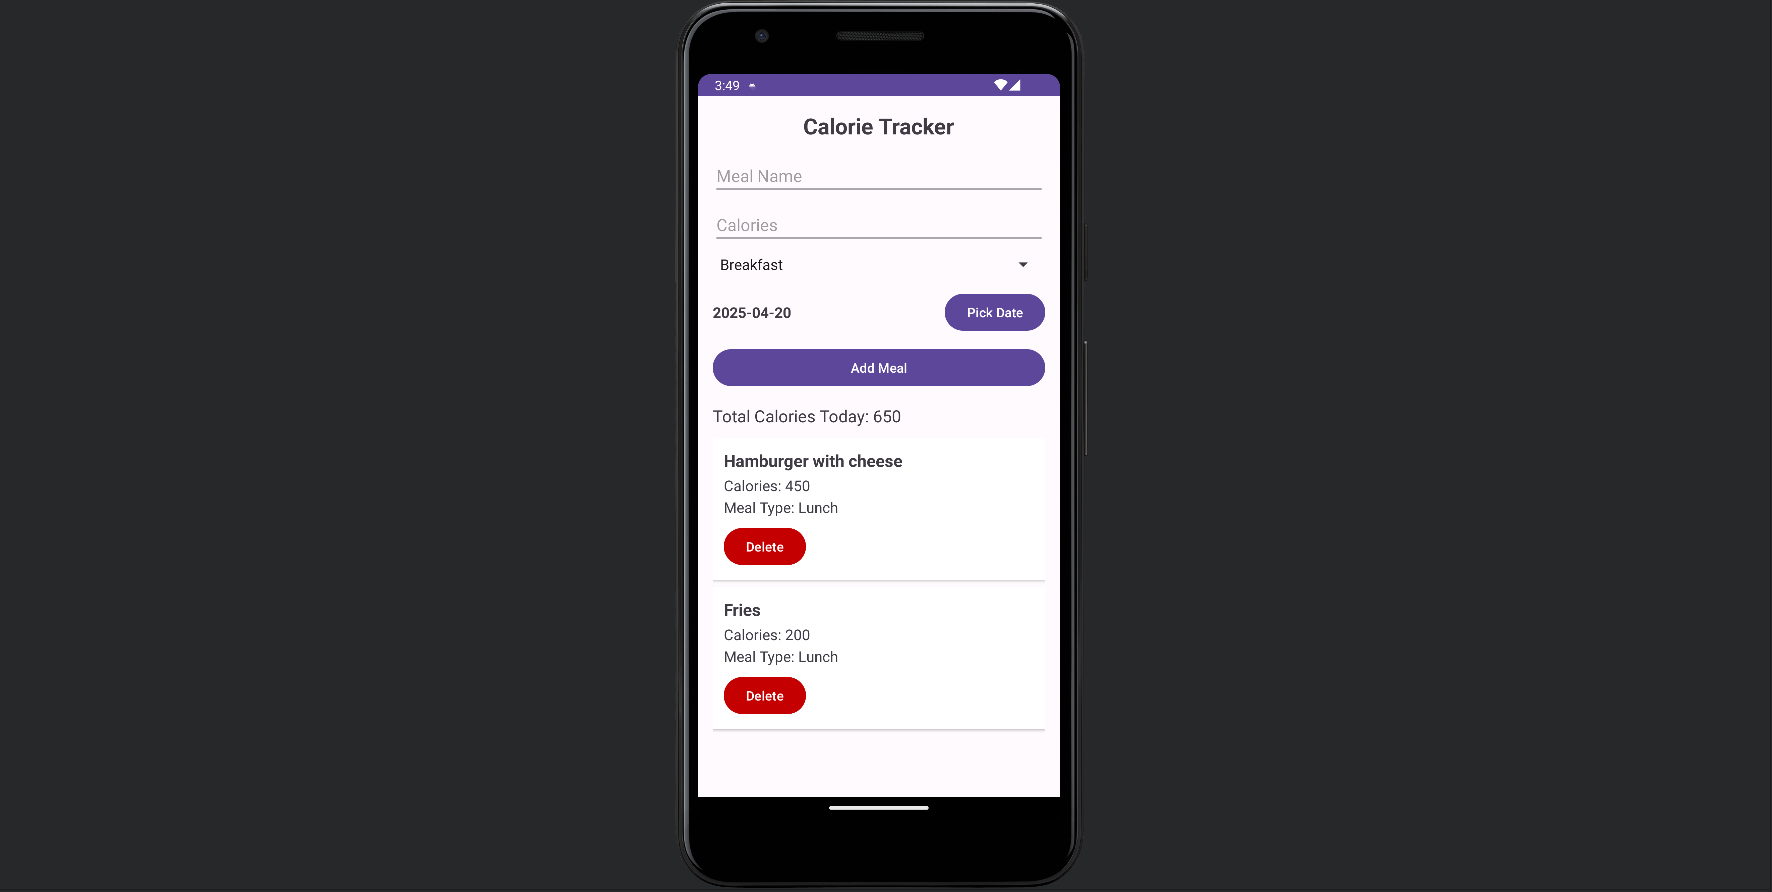 3:49
Calorie Tracker
Meal Name
Calories
Breakfast
2025-04-20
Pick Date
Add Meal
Total Calories Today: 650
Hamburger with cheese
Calories: 450
Meal Type: Lunch
Delete
Fries
Calories: 200
Meal Type: Lunch
Delete